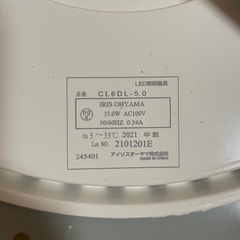 LED照明器具
品番: CL6DL-5.0
IRIS OHYAMA
33.0W AC100V
50/60HZ 0.34A
ta 5～35℃ 2021 年製
Lot NO. 2101201E
245401
アイリスオーヤマ株式会社
MADE IN CHINA